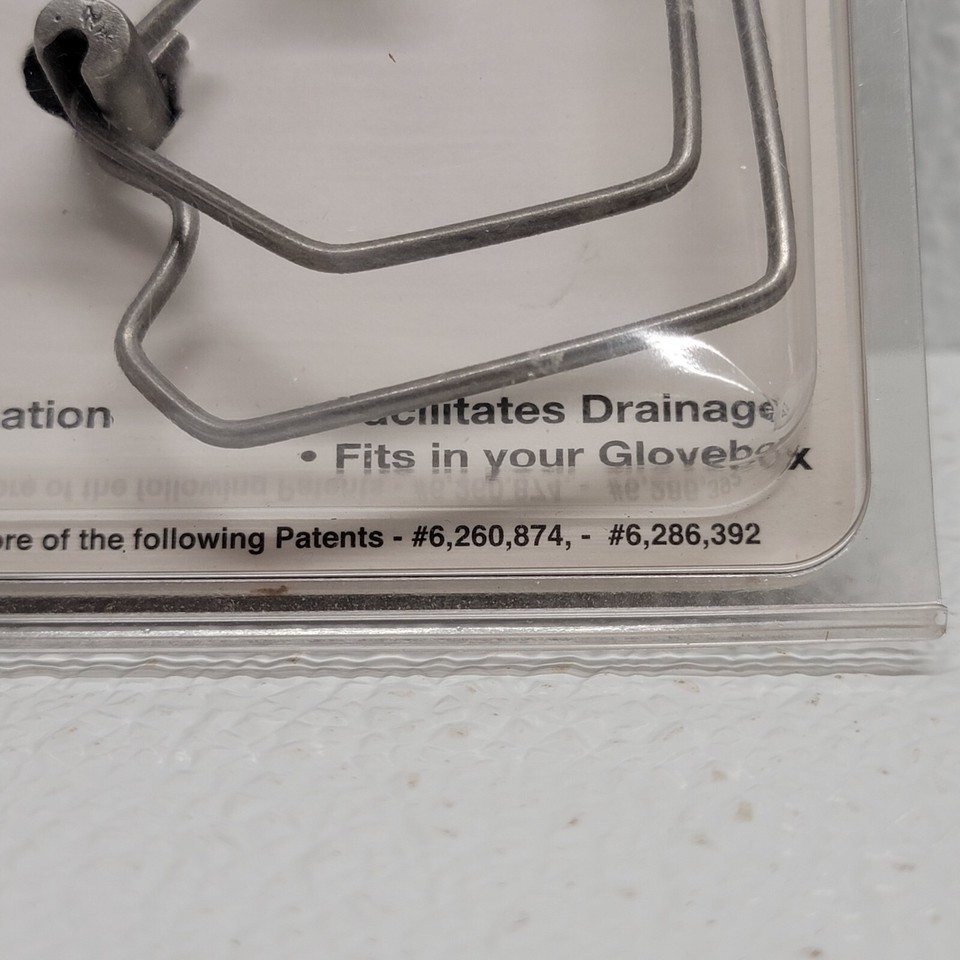 ation
acilitates Drainage
• Fits in your Glovebox
ore of the following Patents - #6,260,874, - #6,286,392